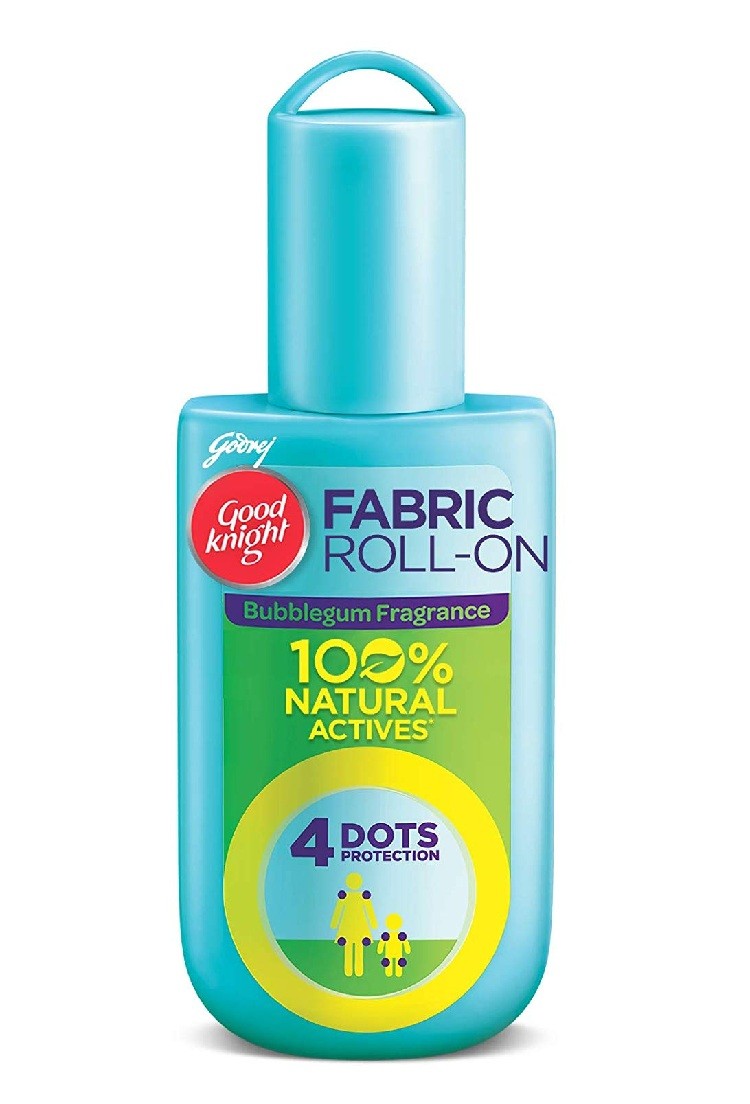 Godrej
Good
knight
FABRIC
ROLL-ON
Bubblegum Fragrance
100%
NATURAL
ACTIVES*
4 DOTS
PROTECTION